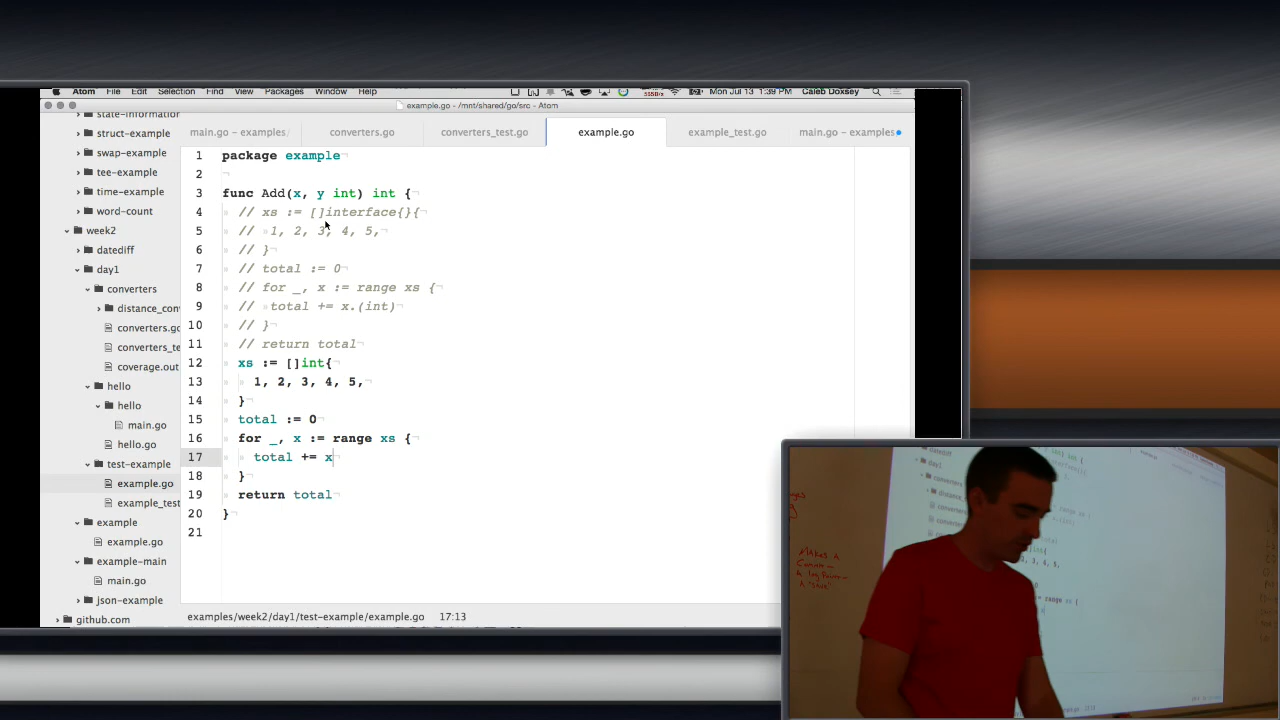 Atom File Edit Selection Find View Packages Window Help Mon Jul 13 1:39 PM Caleb Doxsey
example.go - /mnt/shared/go/src - Atom
main.go — examples/
converters.go
converters_test.go
example.go
example_test.go
main.go — examples
state-information
struct-example
swap-example
tee-example
time-example
word-count
week2
datediff
day1
converters
distance_con
converters.go
converters_te
coverage.out
hello
hello
main.go
hello.go
test-example
example.go
example_test
example
example.go
example-main
main.go
json-example
github.com
1 package example
2
3 func Add(x, y int) int {
4 // xs := []interface{}{
5 // 1, 2, 3, 4, 5,
6 // }
7 // total := 0
8 // for _, x := range xs {
9 // total += x.(int)
10 // }
11 // return total
12 xs := []int{
13 1, 2, 3, 4, 5,
14 }
15 total := 0
16 for _, x := range xs {
17 total += x
18 }
19 return total
20 }
21
examples/week2/day1/test-example/example.go 17:13
MAKES A